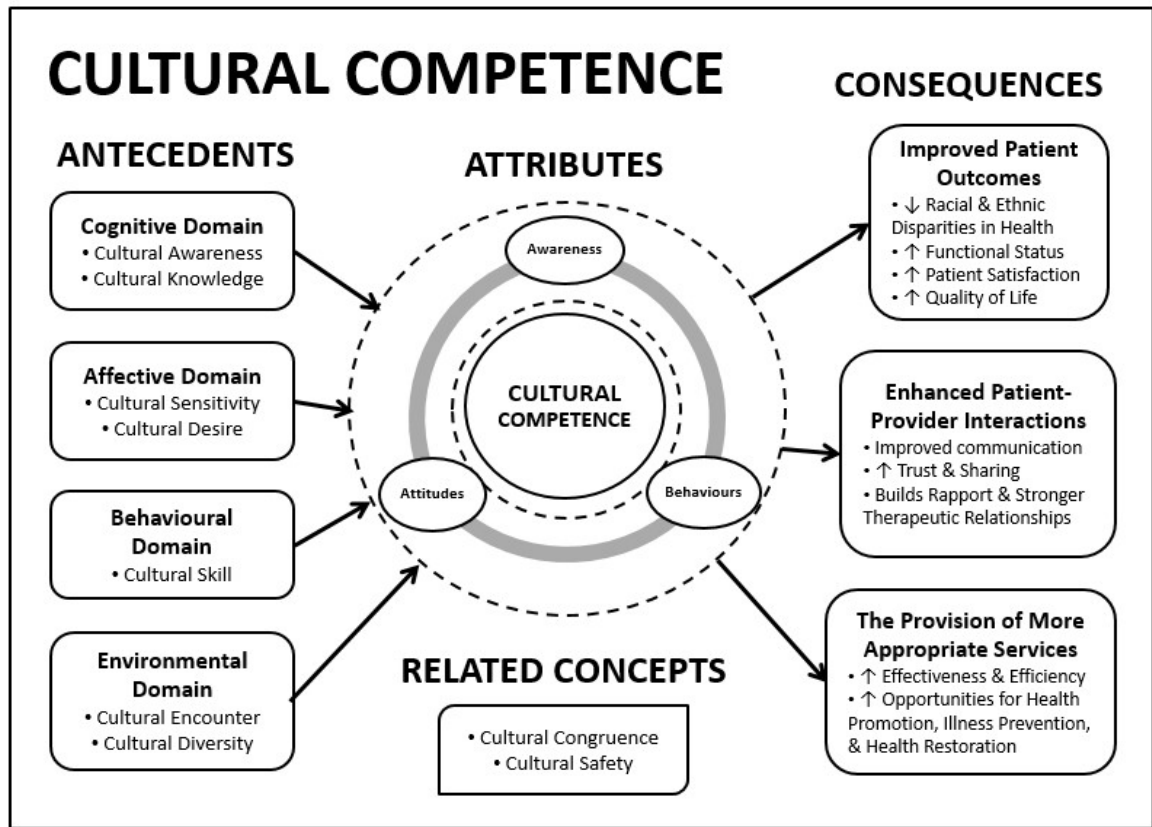 CULTURAL COMPETENCE
ANTECEDENTS
Cognitive Domain
• Cultural Awareness
• Cultural Knowledge
Affective Domain
• Cultural Sensitivity
• Cultural Desire
Behavioural
Domain
• Cultural Skill
Environmental
Domain
• Cultural Encounter
• Cultural Diversity
ATTRIBUTES
Awareness
CULTURAL
COMPETENCE
Attitudes
Behaviours
RELATED CONCEPTS
• Cultural Congruence
• Cultural Safety
CONSEQUENCES
Improved Patient
Outcomes
• ↓ Racial & Ethnic
Disparities in Health
• ↑ Functional Status
• ↑ Patient Satisfaction
• ↑ Quality of Life
Enhanced Patient-
Provider Interactions
• Improved communication
• ↑ Trust & Sharing
• Builds Rapport & Stronger
Therapeutic Relationships
The Provision of More
Appropriate Services
• ↑ Effectiveness & Efficiency
• ↑ Opportunities for Health
Promotion, Illness Prevention,
& Health Restoration